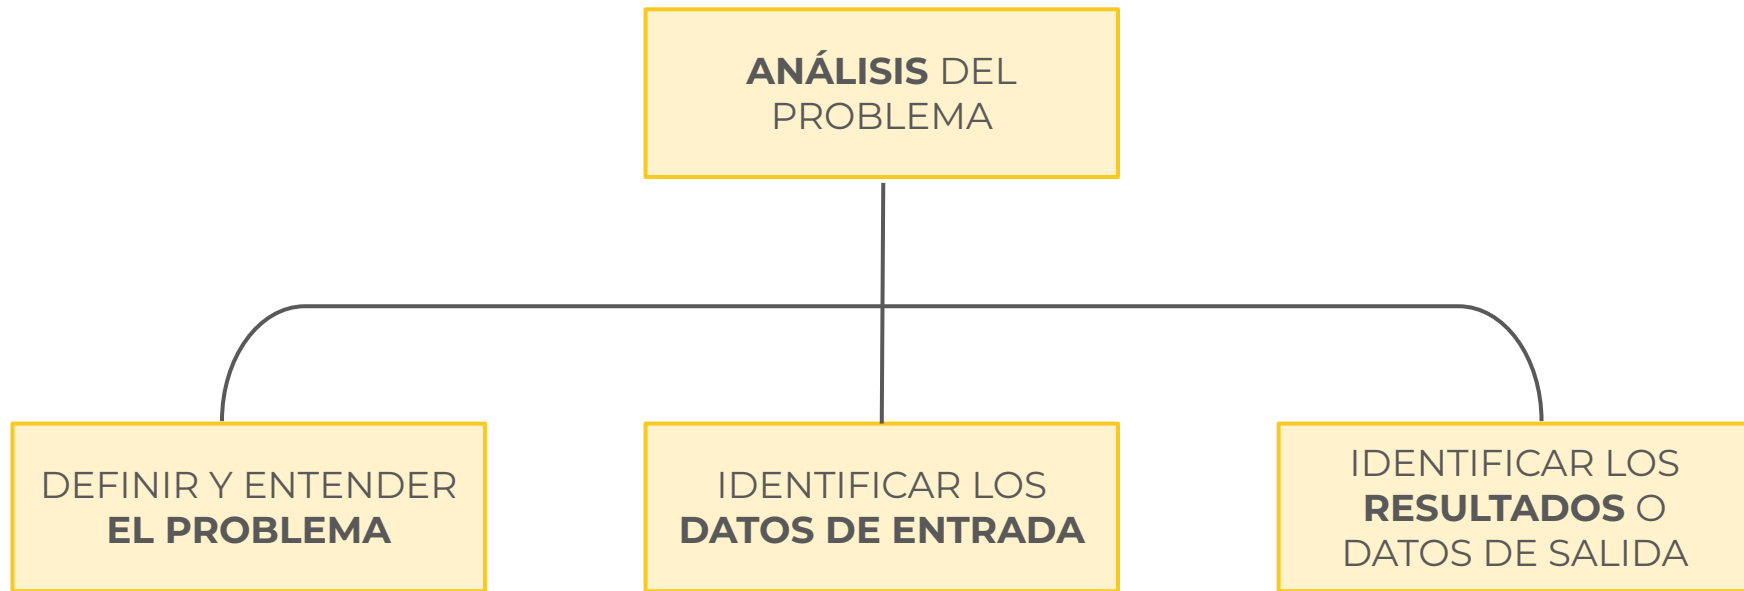 ANÁLISIS DEL
PROBLEMA
DEFINIR Y ENTENDER
EL PROBLEMA
IDENTIFICAR LOS
DATOS DE ENTRADA
IDENTIFICAR LOS
RESULTADOS O
DATOS DE SALIDA